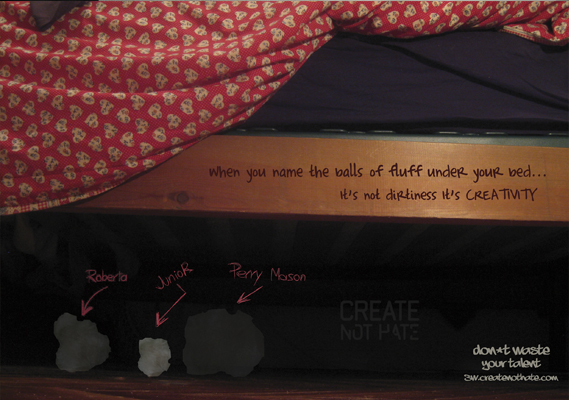 when you name the balls of fluff under your bed...
it's not dirtiness it's CREATIVITY
Roberta
Junior
Perry Mason
CREATE
NOT HATE
don*t waste
your talent
3w.createnothate.com